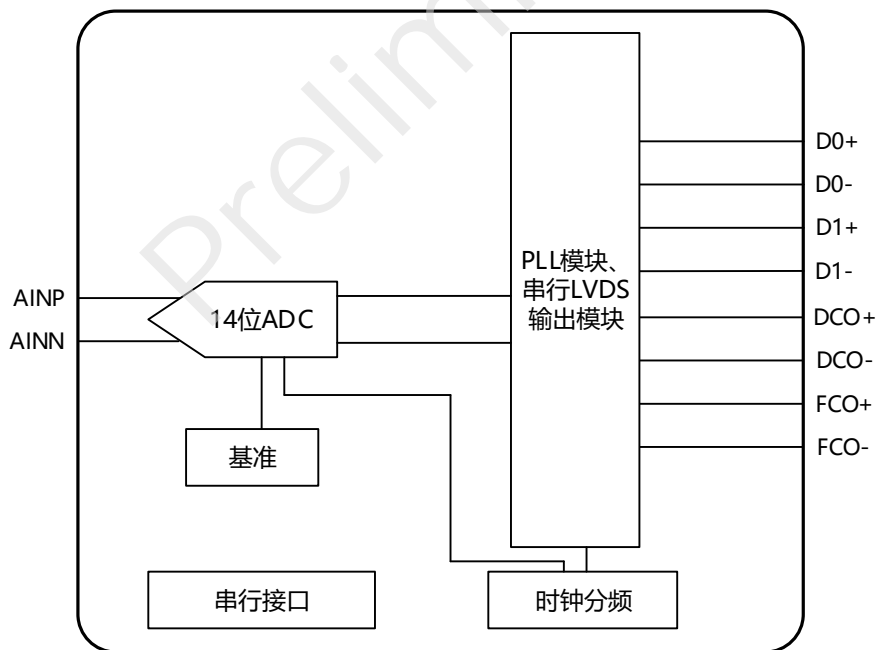 Prelim
D0+
D0-
D1+
D1-
DCO+
DCO-
FCO+
FCO-
PLL模块、
串行LVDS
输出模块
AINP
AINN
14位ADC
基准
串行接口
时钟分频